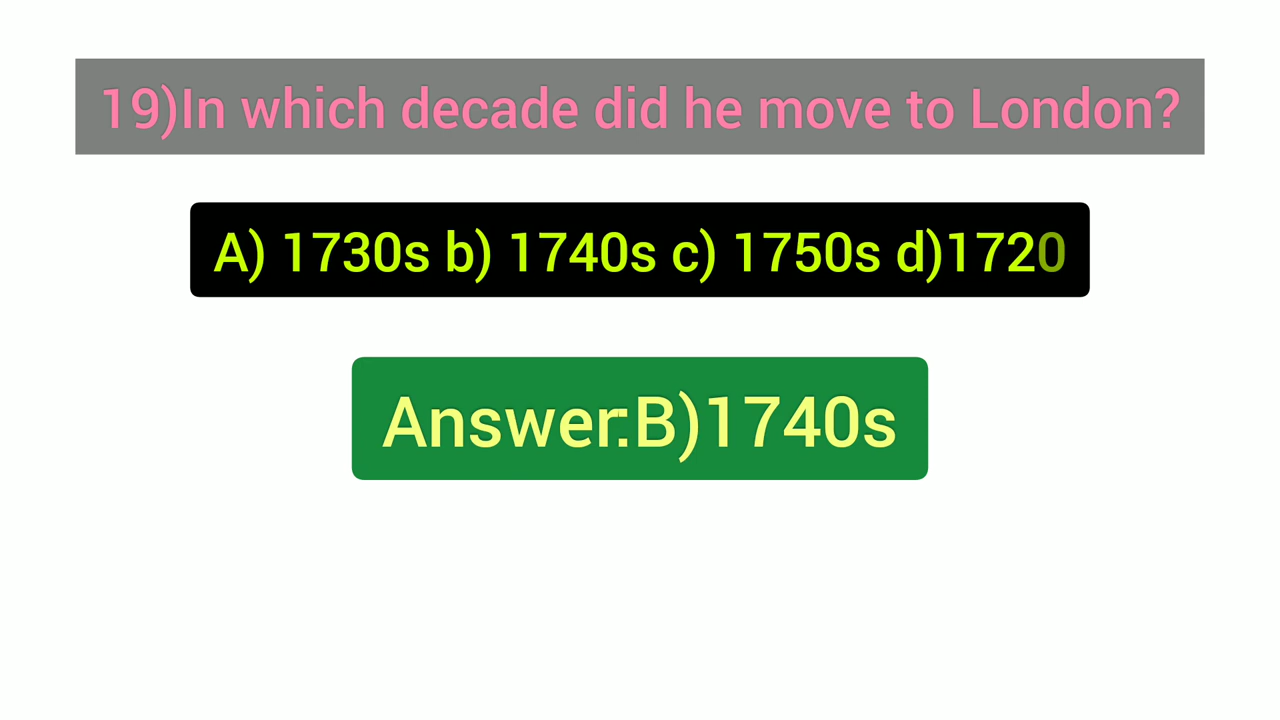 19)In which decade did he move to London?
A) 1730s b) 1740s c) 1750s d)1720
Answer:B)1740s